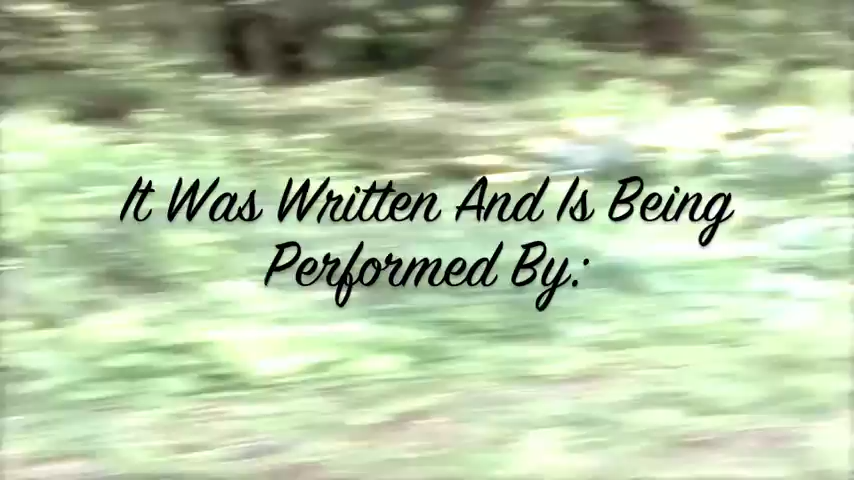 It Was Written And Is Being
Performed By: